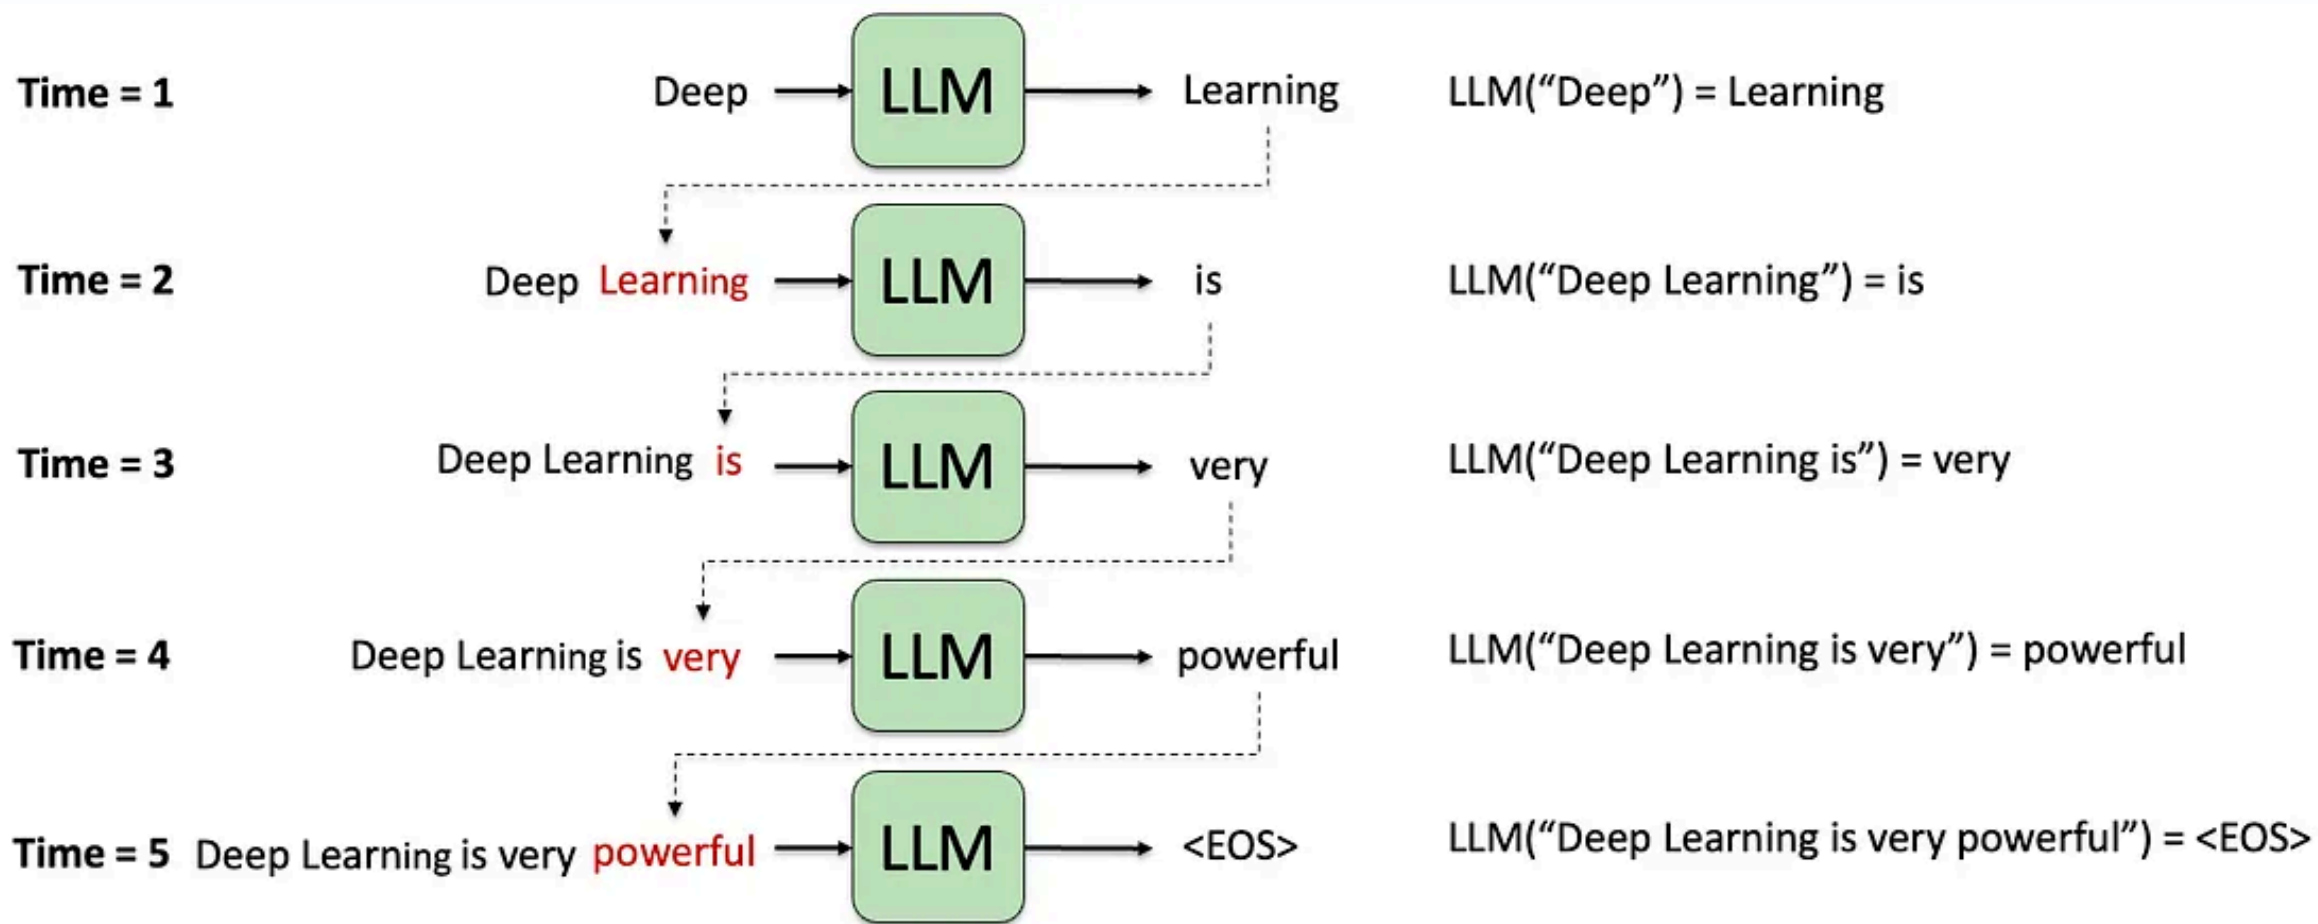 Time = 1 Deep LLM Learning LLM(“Deep”) = Learning
Time = 2 Deep Learning LLM is LLM(“Deep Learning”) = is
Time = 3 Deep Learning is LLM very LLM(“Deep Learning is”) = very
Time = 4 Deep Learning is very LLM powerful LLM(“Deep Learning is very”) = powerful
Time = 5 Deep Learning is very powerful LLM <EOS> LLM(“Deep Learning is very powerful”) = <EOS>